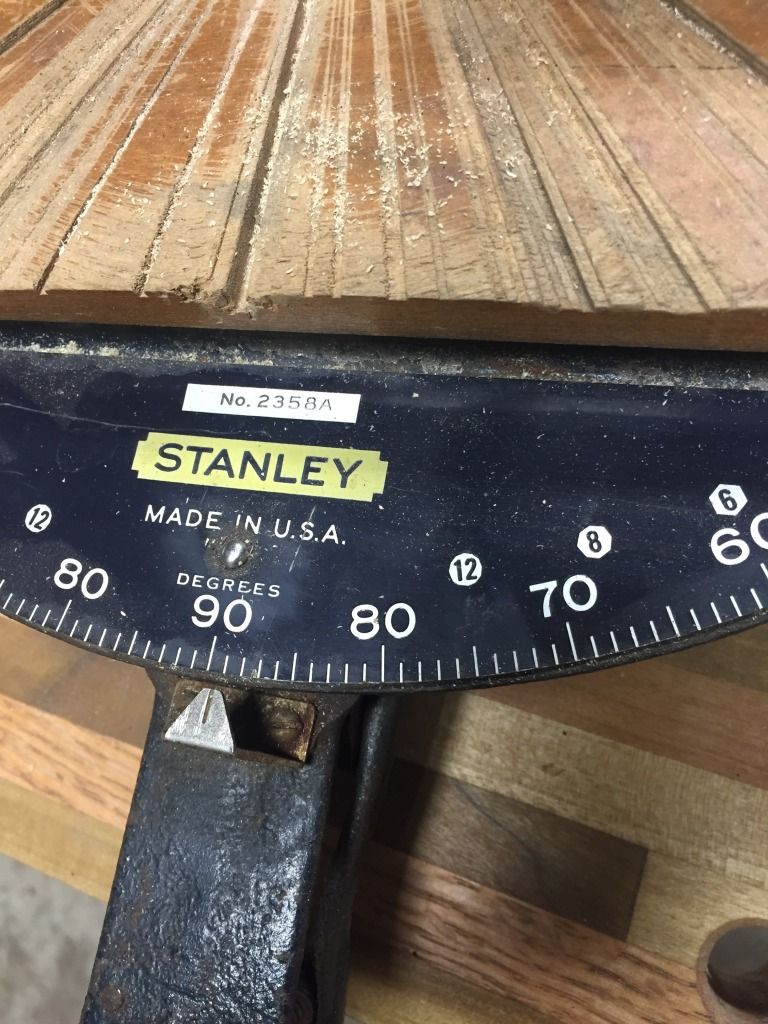 No. 2358A
STANLEY
MADE IN U.S.A.
12 12 8 6
DEGREES
80 90 80 70 60